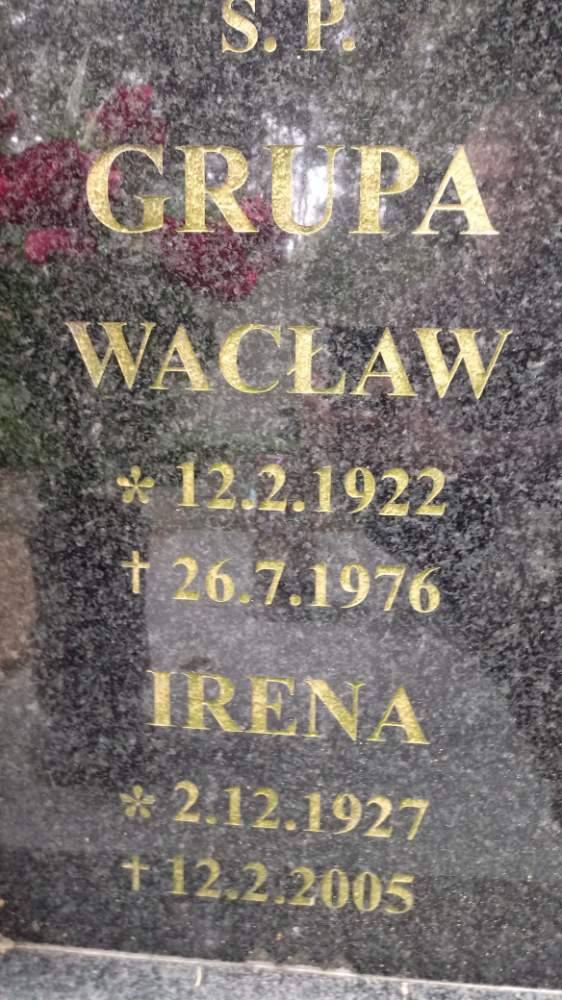 S. P.
GRUPA
WACŁAW
* 12.2.1922
† 26.7.1976
IRENA
* 2.12.1927
† 12.2.2005